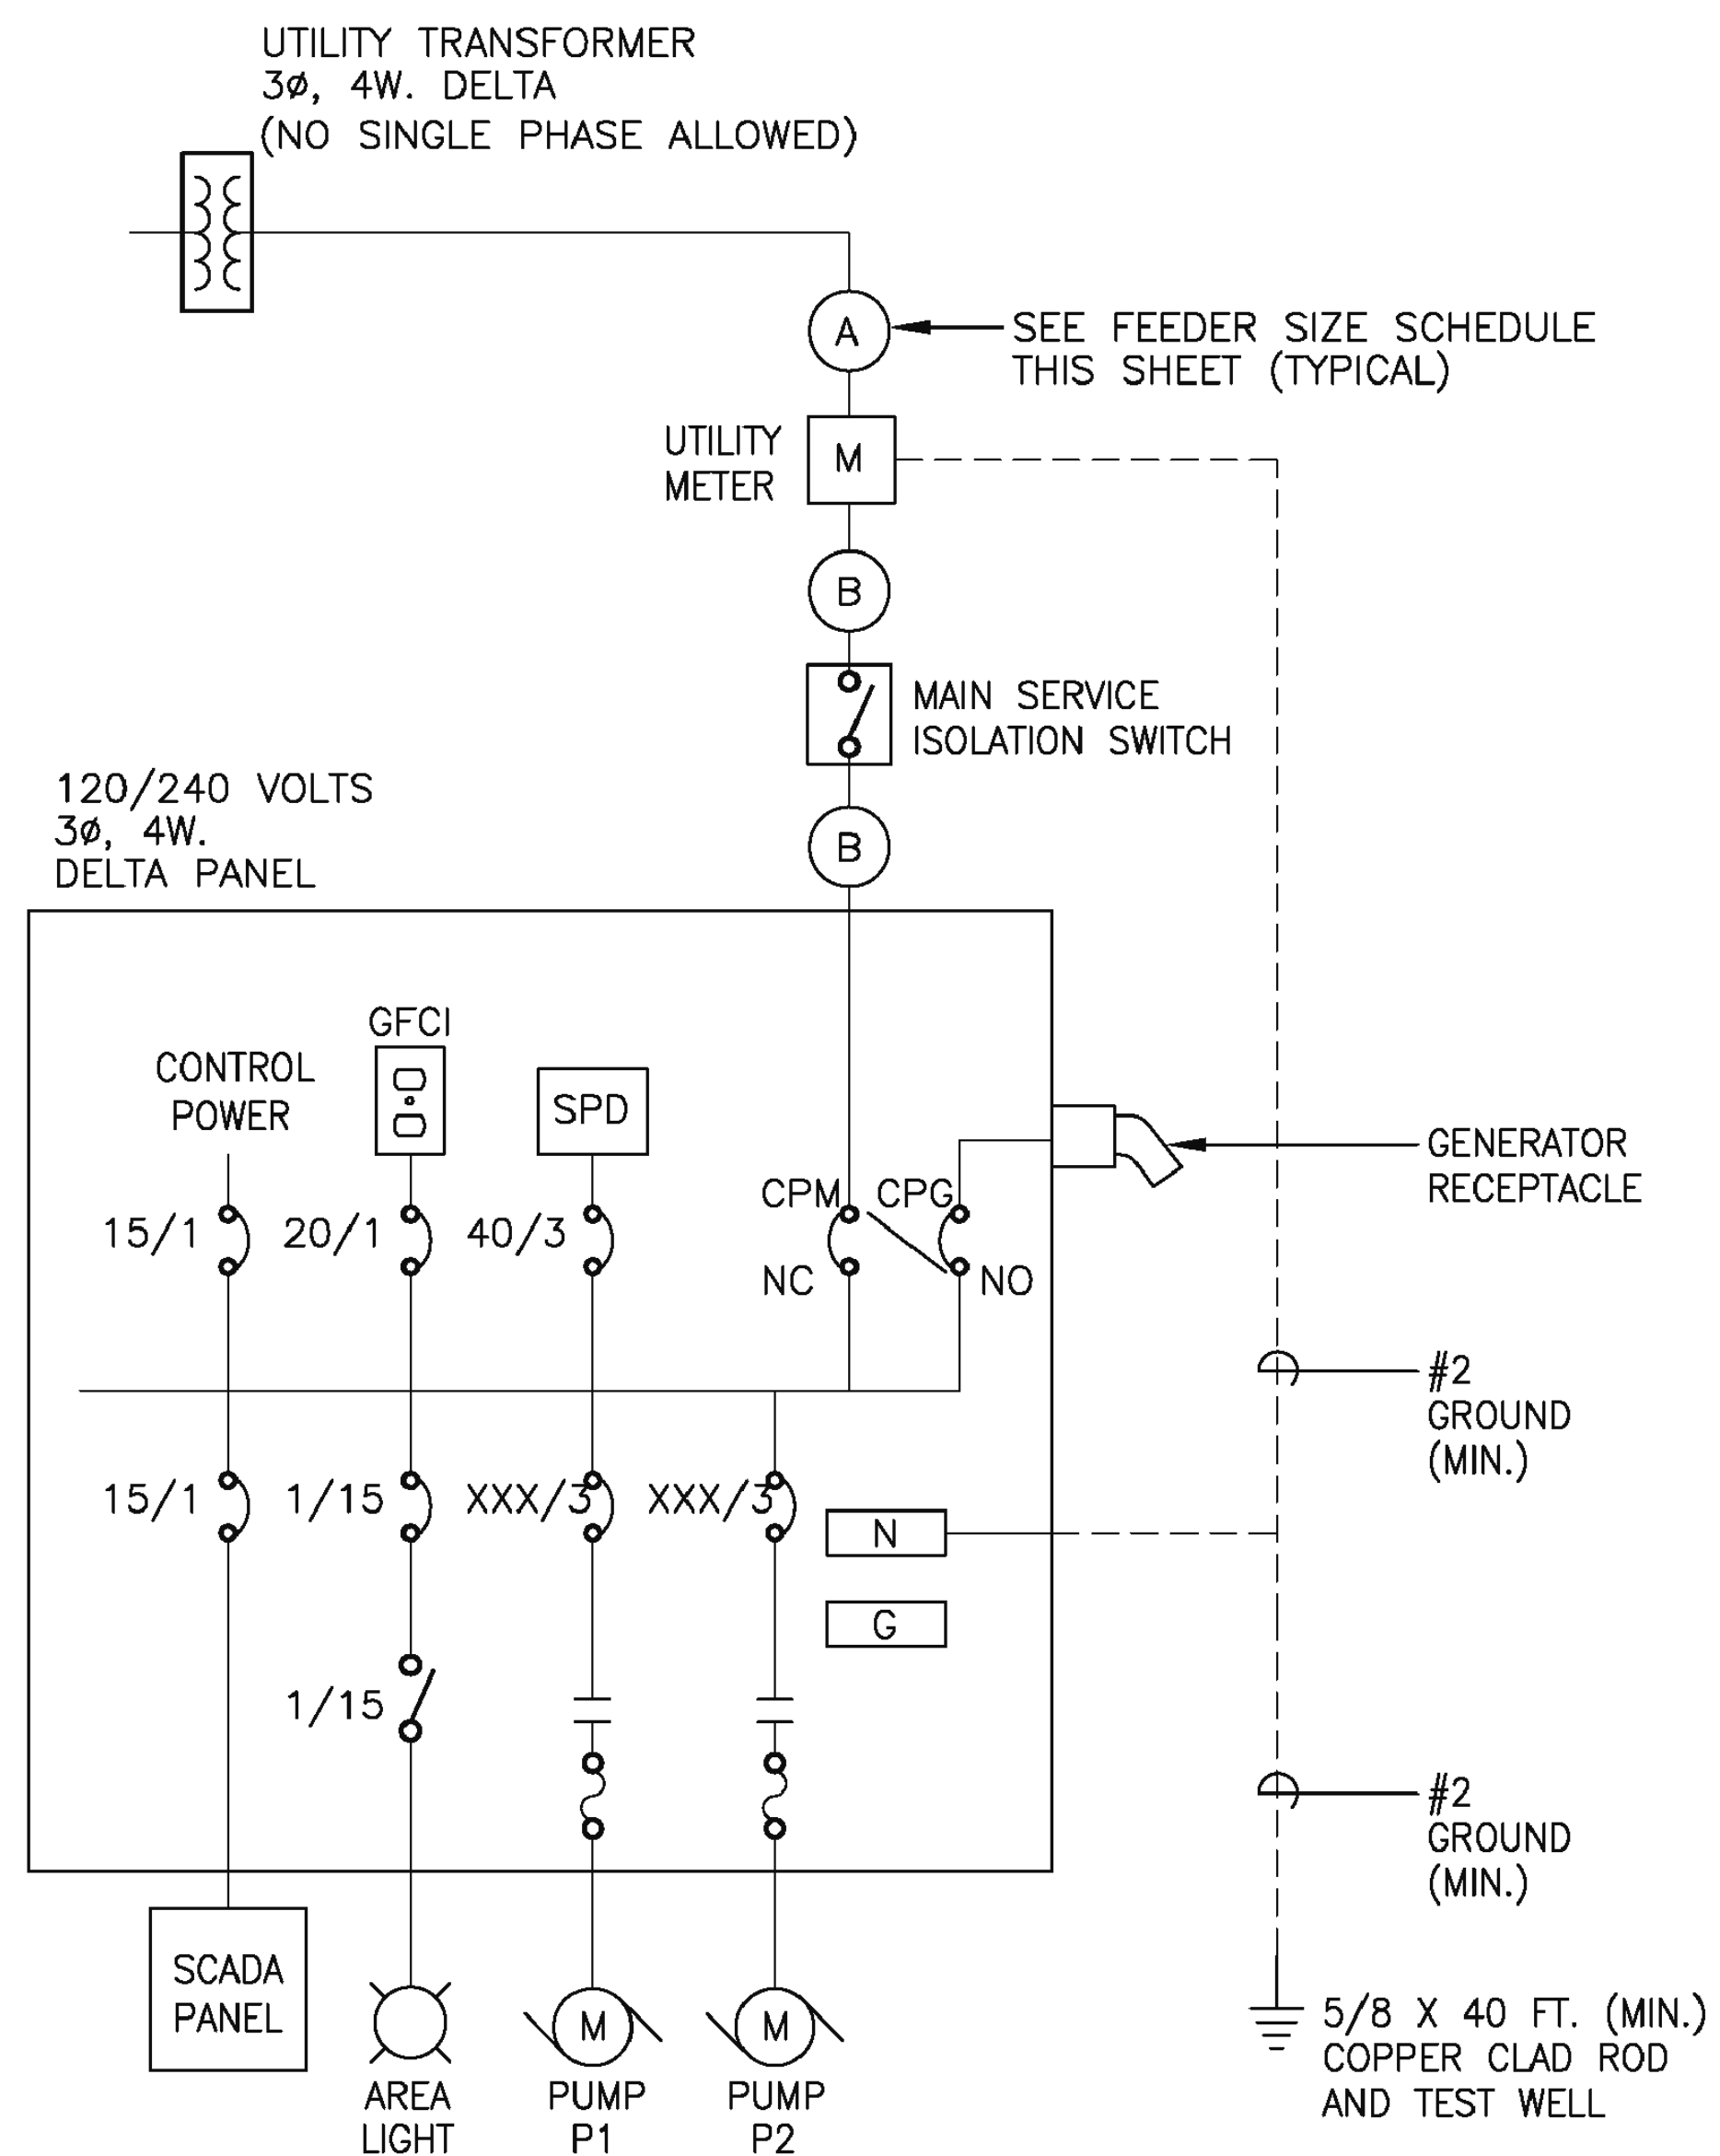 UTILITY TRANSFORMER
3ø, 4W. DELTA
(NO SINGLE PHASE ALLOWED)
A
SEE FEEDER SIZE SCHEDULE
THIS SHEET (TYPICAL)
UTILITY
METER
M
B
MAIN SERVICE
ISOLATION SWITCH
B
120/240 VOLTS
3ø, 4W.
DELTA PANEL
CONTROL
POWER
GFCI
SPD
CPM
CPG
GENERATOR
RECEPTACLE
15/1
20/1
40/3
NC
NO
#2
GROUND
(MIN.)
15/1
1/15
XXX/3
XXX/3
N
G
1/15
#2
GROUND
(MIN.)
SCADA
PANEL
AREA
LIGHT
M
PUMP
P1
M
PUMP
P2
5/8 X 40 FT. (MIN.)
COPPER CLAD ROD
AND TEST WELL